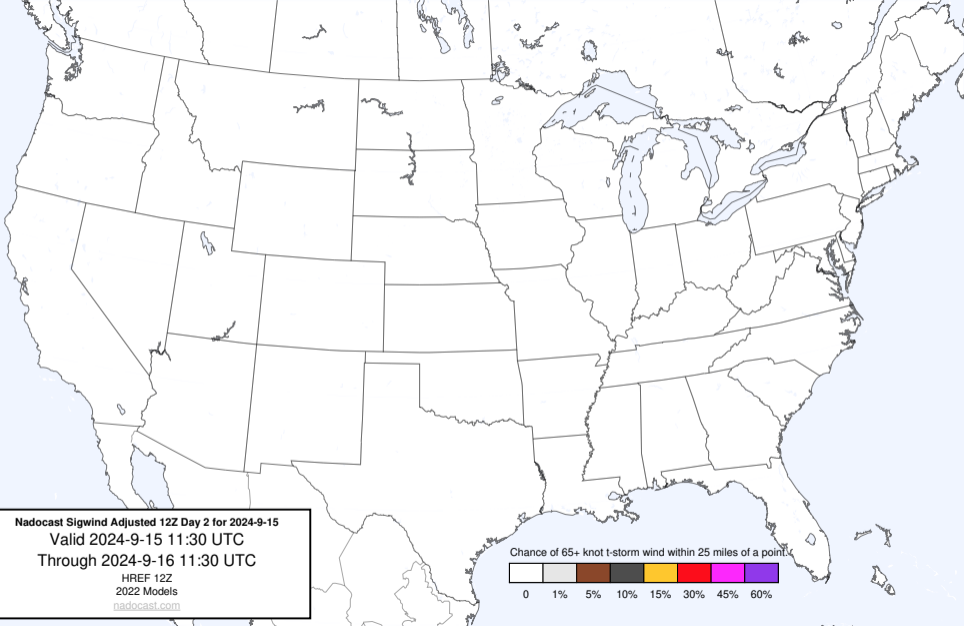 Nadocast Sigwind Adjusted 12Z Day 2 for 2024-9-15
Valid 2024-9-15 11:30 UTC
Through 2024-9-16 11:30 UTC
HREF 12Z
2022 Models
nadocast.com
Chance of 65+ knot t-storm wind within 25 miles of a point.
0 1% 5% 10% 15% 30% 45% 60%